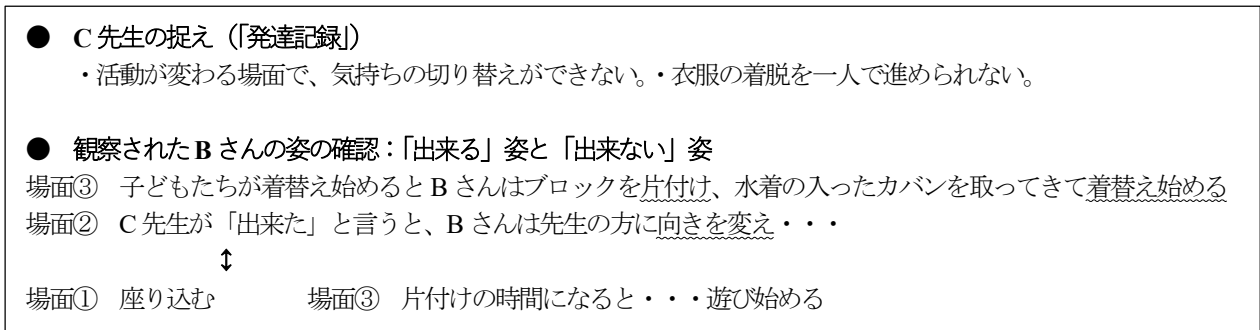 ● C 先生の捉え（「発達記録」）
・活動が変わる場面で、気持ちの切り替えができない。・衣服の着脱を一人で進められない。
● 観察された B さんの姿の確認：「出来る」姿と「出来ない」姿
場面③ 子どもたちが着替え始めると B さんはブロックを片付け、水着の入ったカバンを取ってきて着替え始める
場面② C 先生が「出来た」と言うと、B さんは先生の方に向きを変え・・・
↕
場面① 座り込む 場面③ 片付けの時間になると・・・遊び始める